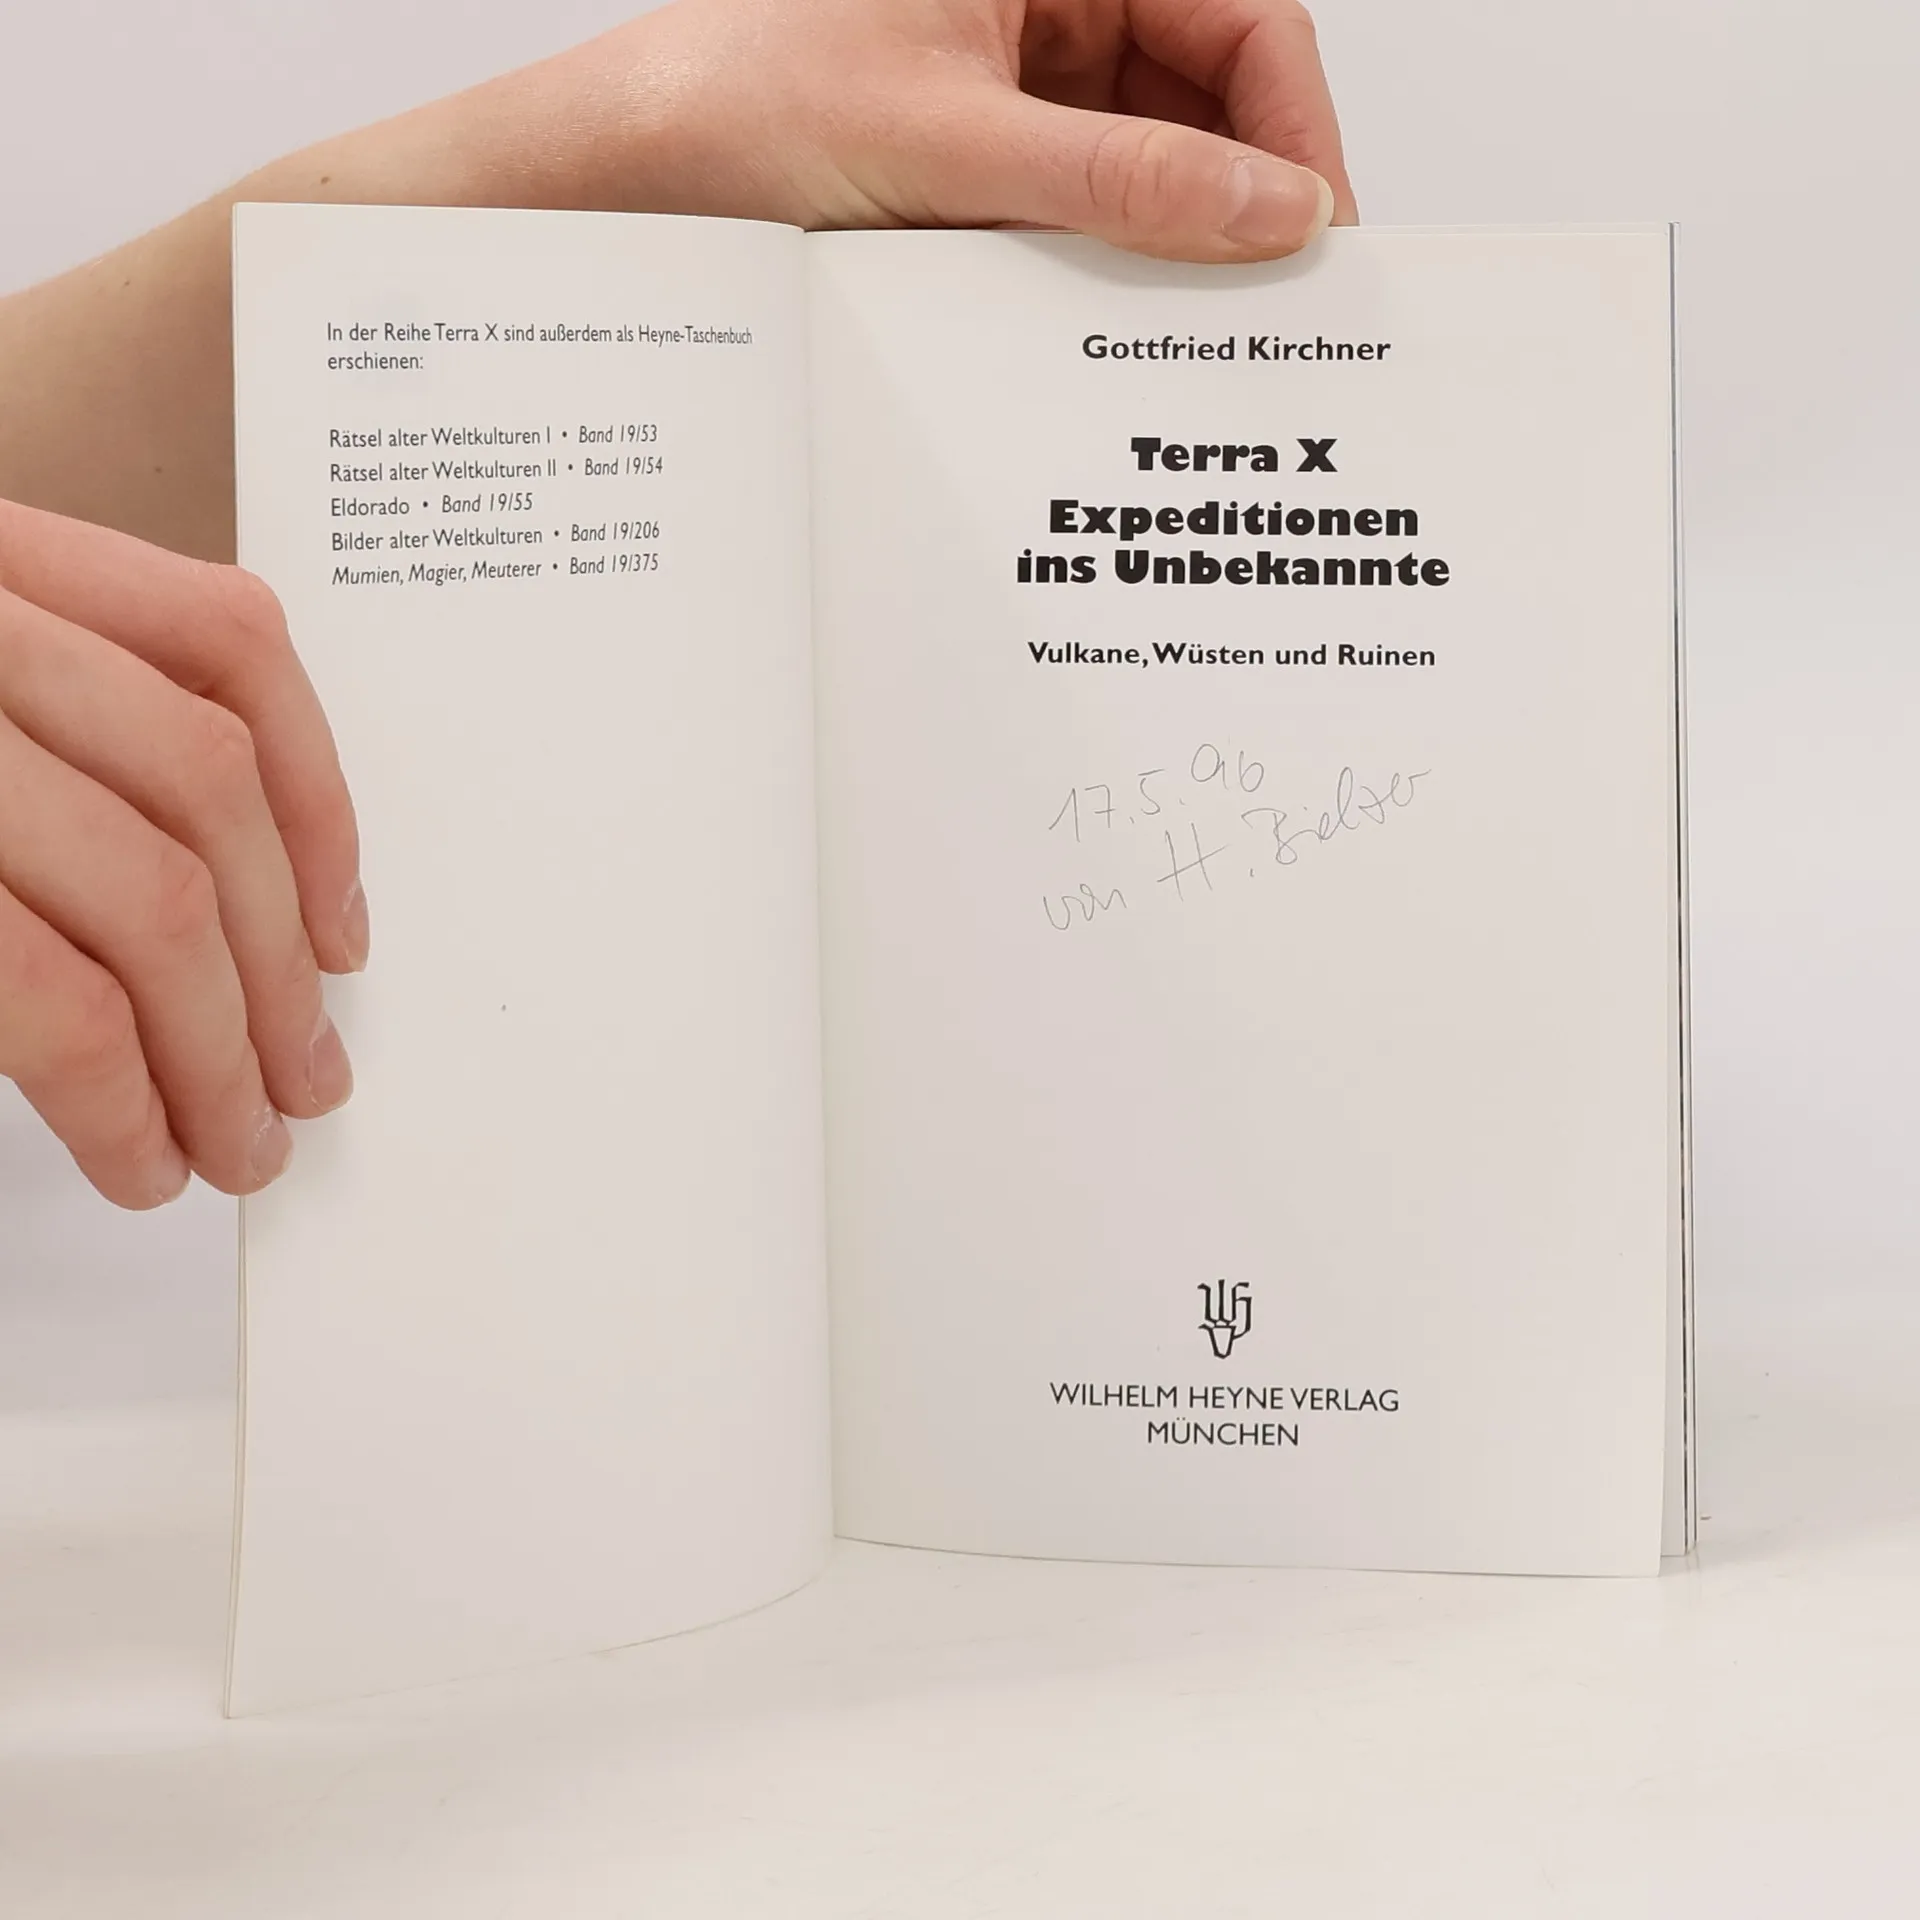 In der Reihe Terra X sind außerdem als Heyne-Taschenbuch
erschienen:
Rätsel alter Weltkulturen I • Band 19/53
Rätsel alter Weltkulturen II • Band 19/54
Eldorado • Band 19/55
Bilder alter Weltkulturen • Band 19/206
Mumien, Magier, Meuterer • Band 19/375
Gottfried Kirchner
Terra X
Expeditionen
ins Unbekannte
Vulkane, Wüsten und Ruinen
17.5.96
von H.
WILHELM HEYNE VERLAG
MÜNCHEN